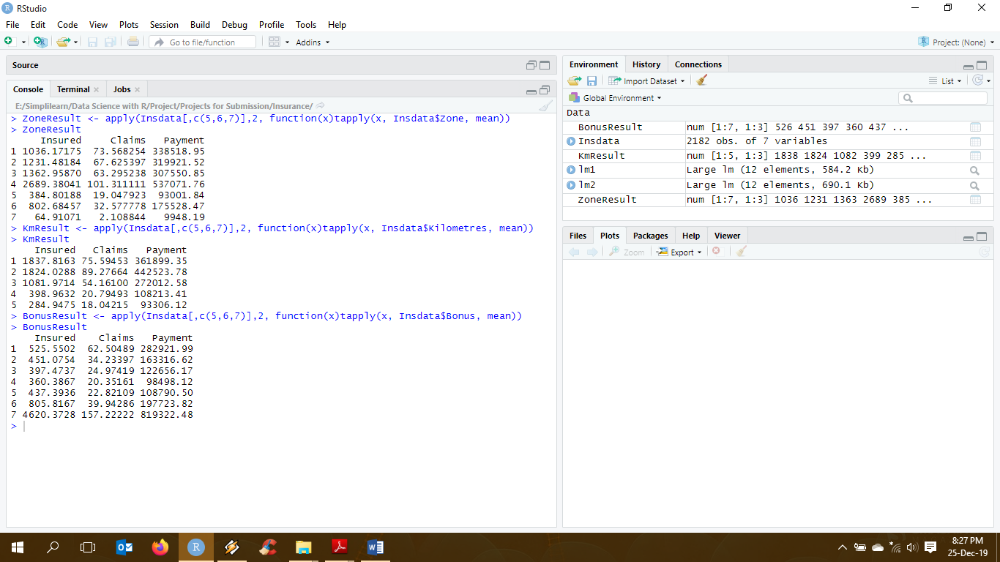 RStudio
File Edit Code View Plots Session Build Debug Profile Tools Help
Go to file/function Addins Project: (None)
Source
Console Terminal Jobs
E:/Simplilearn/Data Science with R/Project/Projects for Submission/Insurance/
> ZoneResult <- apply(Insdata[,c(5,6,7)],2, function(x)tapply(x, Insdata$Zone, mean))
> ZoneResult
Insured Claims Payment
1 1036.17175 73.568254 338518.95
2 1231.48184 67.625397 319921.52
3 1362.95870 63.295238 307550.85
4 2689.38041 101.311111 537071.76
5 384.80188 19.047923 93001.84
6 802.68457 32.577778 175528.47
7 64.91071 2.108844 9948.19
> KmResult <- apply(Insdata[,c(5,6,7)],2, function(x)tapply(x, Insdata$Kilometres, mean))
> KmResult
Insured Claims Payment
1 1837.8163 75.59453 361899.35
2 1824.0288 89.27664 442523.78
3 1081.9714 54.16100 272012.58
4 398.9632 20.79493 108213.41
5 284.9475 18.04215 93306.12
> BonusResult <- apply(Insdata[,c(5,6,7)],2, function(x)tapply(x, Insdata$Bonus, mean))
> BonusResult
Insured Claims Payment
1 525.5502 62.50489 282921.99
2 451.0754 34.23397 163316.62
3 397.4737 24.97419 122656.17
4 360.3867 20.35161 98498.12
5 437.3936 22.82109 108790.50
6 805.8167 39.94286 197723.82
7 4620.3728 157.22222 819322.48
>
Environment History Connections
Import Dataset List
Global Environment
Data
BonusResult num [1:7, 1:3] 526 451 397 360 437 ...
Insdata 2182 obs. of 7 variables
KmResult num [1:5, 1:3] 1838 1824 1082 399 285 ...
lm1 Large lm (12 elements, 584.2 Kb)
lm2 Large lm (12 elements, 690.1 Kb)
ZoneResult num [1:7, 1:3] 1036 1231 1363 2689 385 ...
Files Plots Packages Help Viewer
Zoom Export
8:27 PM
25-Dec-19